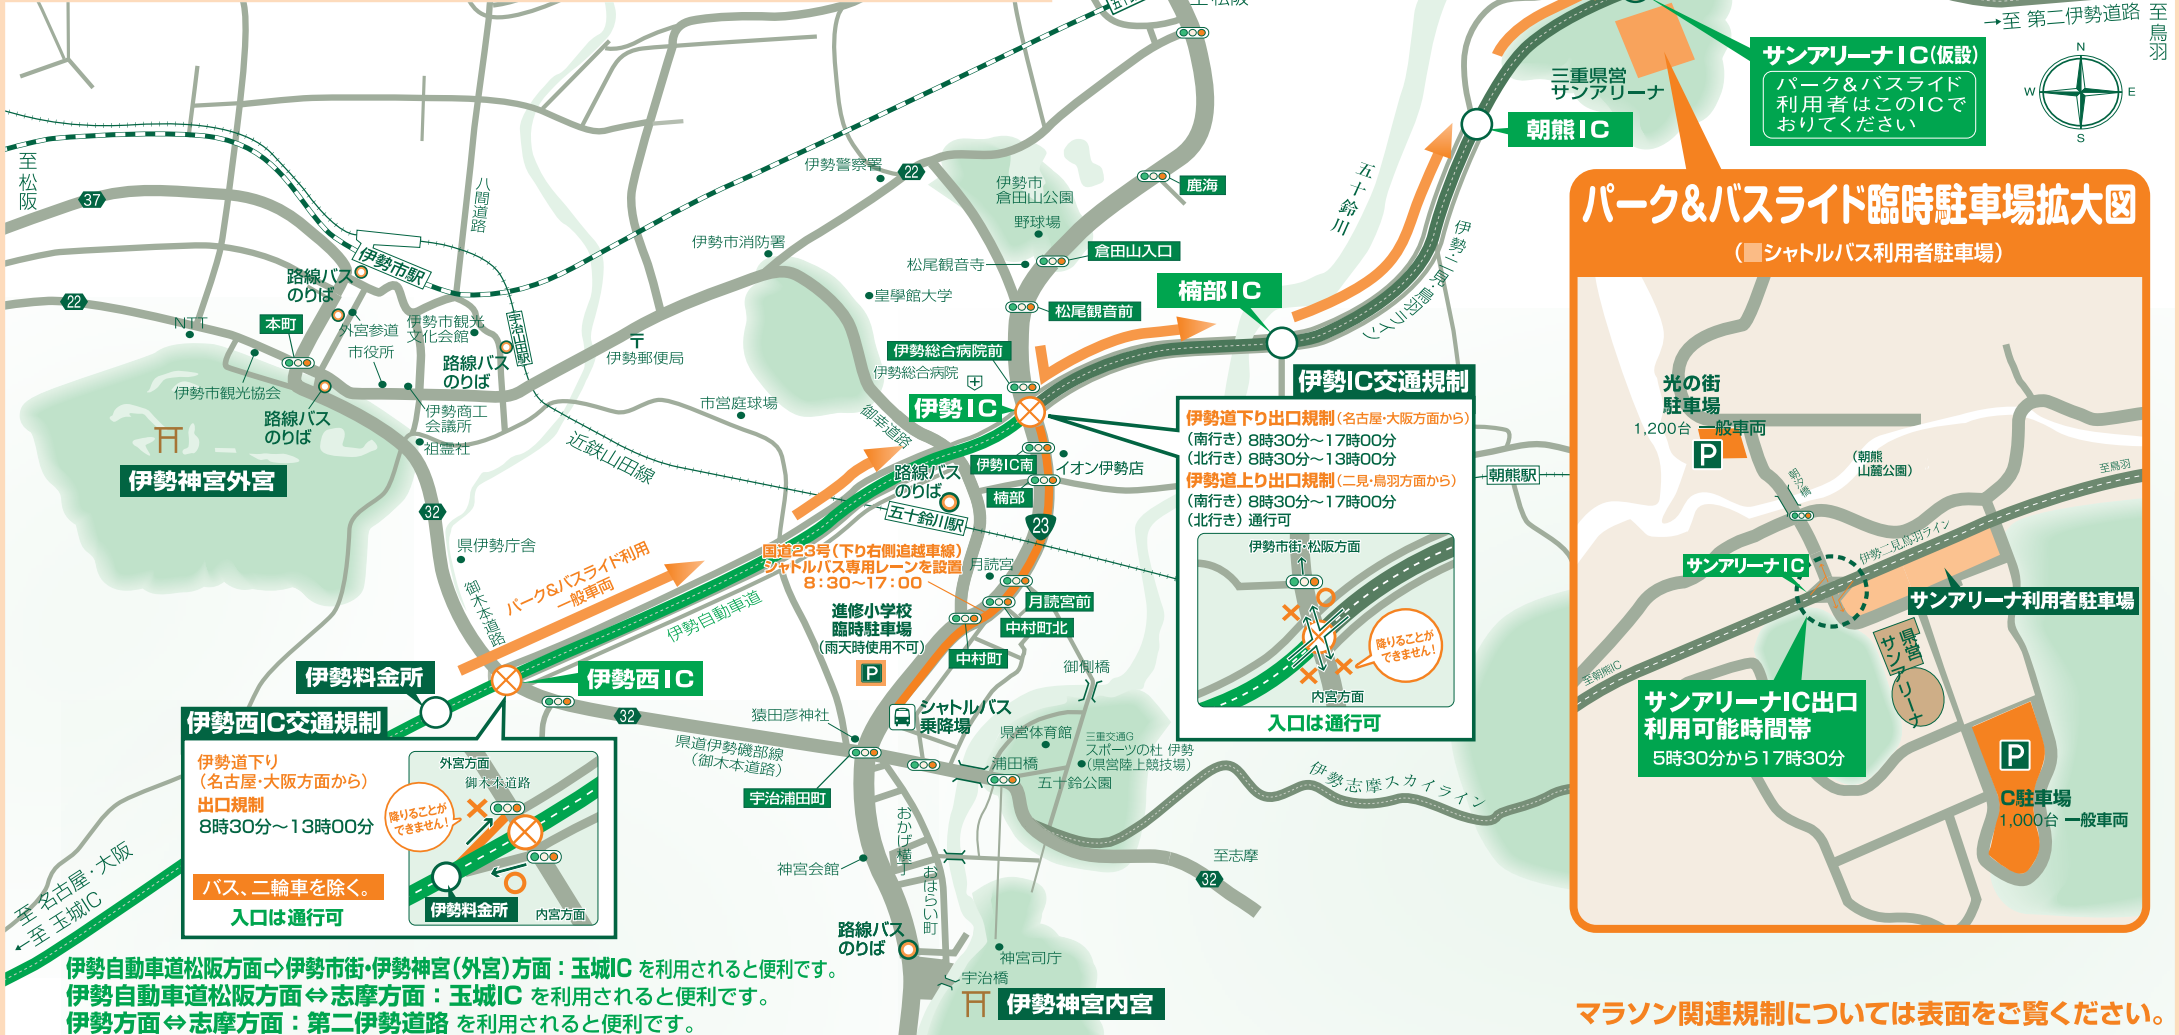 至松阪
37
22
NTT
本町
路線バス
のりば
伊勢市駅
八間道路
外宮参道
市役所
伊勢市観光
文化会館
宇治山田駅
路線バス
のりば
伊勢市観光協会
路線バス
のりば
伊勢商工
会議所
祖霊社
伊勢神宮外宮
32
県伊勢庁舎
御木本道路
近鉄山田線
伊勢警察署
22
伊勢市消防署
伊勢市
倉田山公園
野球場
鹿海
倉田山入口
松尾観音寺
皇學館大学
松尾観音前
〒
伊勢郵便局
伊勢総合病院前
伊勢総合病院
市営庭球場
御幸道路
伊勢IC
楠部IC
五十鈴川
伊勢・二見・鳥羽ライン
朝熊IC
三重県営
サンアリーナ
サンアリーナIC(仮設)
パーク&バスライド
利用者はこのICで
おりてください
→至 第二伊勢道路
至鳥羽
N
W
E
S
伊勢IC南
イオン伊勢店
楠部
路線バス
のりば
五十鈴川駅
23
朝熊駅
国道23号(下り右側追越車線)
シャトルバス専用レーンを設置
8:30〜17:00
パーク&バスライド利用
一般車両
伊勢自動車道
月読宮
月読宮前
中村町北
中村町
進修小学校
臨時駐車場
(雨天時使用不可)
P
伊勢料金所
伊勢西IC
32
県道伊勢磯部線
(御木本道路)
猿田彦神社
シャトルバス
乗降場
御側橋
県営体育館
三重交通G
スポーツの杜 伊勢
(県営陸上競技場)
浦田橋
五十鈴公園
宇治浦田町
伊勢志摩スカイライン
至志摩
32
おかげ横丁
おはらい町
神宮会館
路線バス
のりば
神宮司庁
宇治橋
伊勢神宮内宮
伊勢IC交通規制
伊勢道下り出口規制(名古屋・大阪方面から)
(南行き) 8時30分〜17時00分
(北行き) 8時30分〜13時00分
伊勢道上り出口規制(二見・鳥羽方面から)
(南行き) 8時30分〜17時00分
(北行き) 通行可
伊勢市街・松阪方面
降りることが
できません!
内宮方面
入口は通行可
伊勢西IC交通規制
伊勢道下り
(名古屋・大阪方面から)
出口規制
8時30分〜13時00分
バス、二輪車を除く。
入口は通行可
外宮方面
御木本道路
降りることが
できません!
伊勢料金所
内宮方面
至 名古屋・大阪
←至 玉城IC
パーク&バスライド臨時駐車場拡大図
(■シャトルバス利用者駐車場)
光の街
駐車場
1,200台 一般車両
P
朝汐橋
(朝熊
山麓公園)
至鳥羽
伊勢二見鳥羽ライン
サンアリーナIC
サンアリーナ利用者駐車場
県営
サンアリーナ
至朝熊IC
サンアリーナIC出口
利用可能時間帯
5時30分から17時30分
P
C駐車場
1,000台 一般車両
伊勢自動車道松阪方面⇨伊勢市街・伊勢神宮(外宮)方面：玉城IC を利用されると便利です。
伊勢自動車道松阪方面⇔志摩方面：玉城IC を利用されると便利です。
伊勢方面⇔志摩方面：第二伊勢道路 を利用されると便利です。
マラソン関連規制については表面をご覧ください。